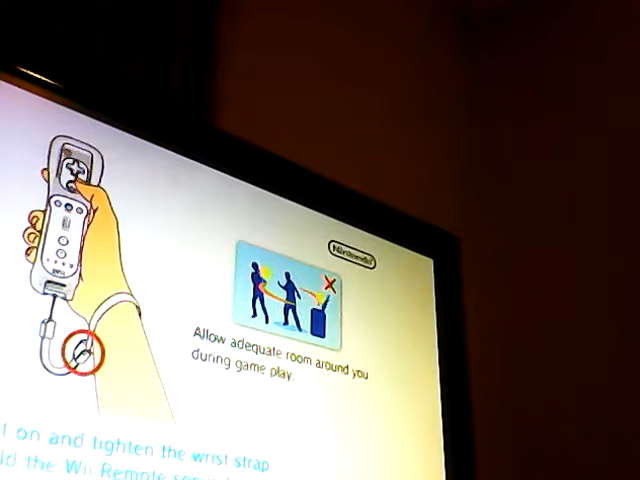 Nintendo
Allow adequate room around you
during game play.
t on and tighten the wrist strap
ld the Wii Remote